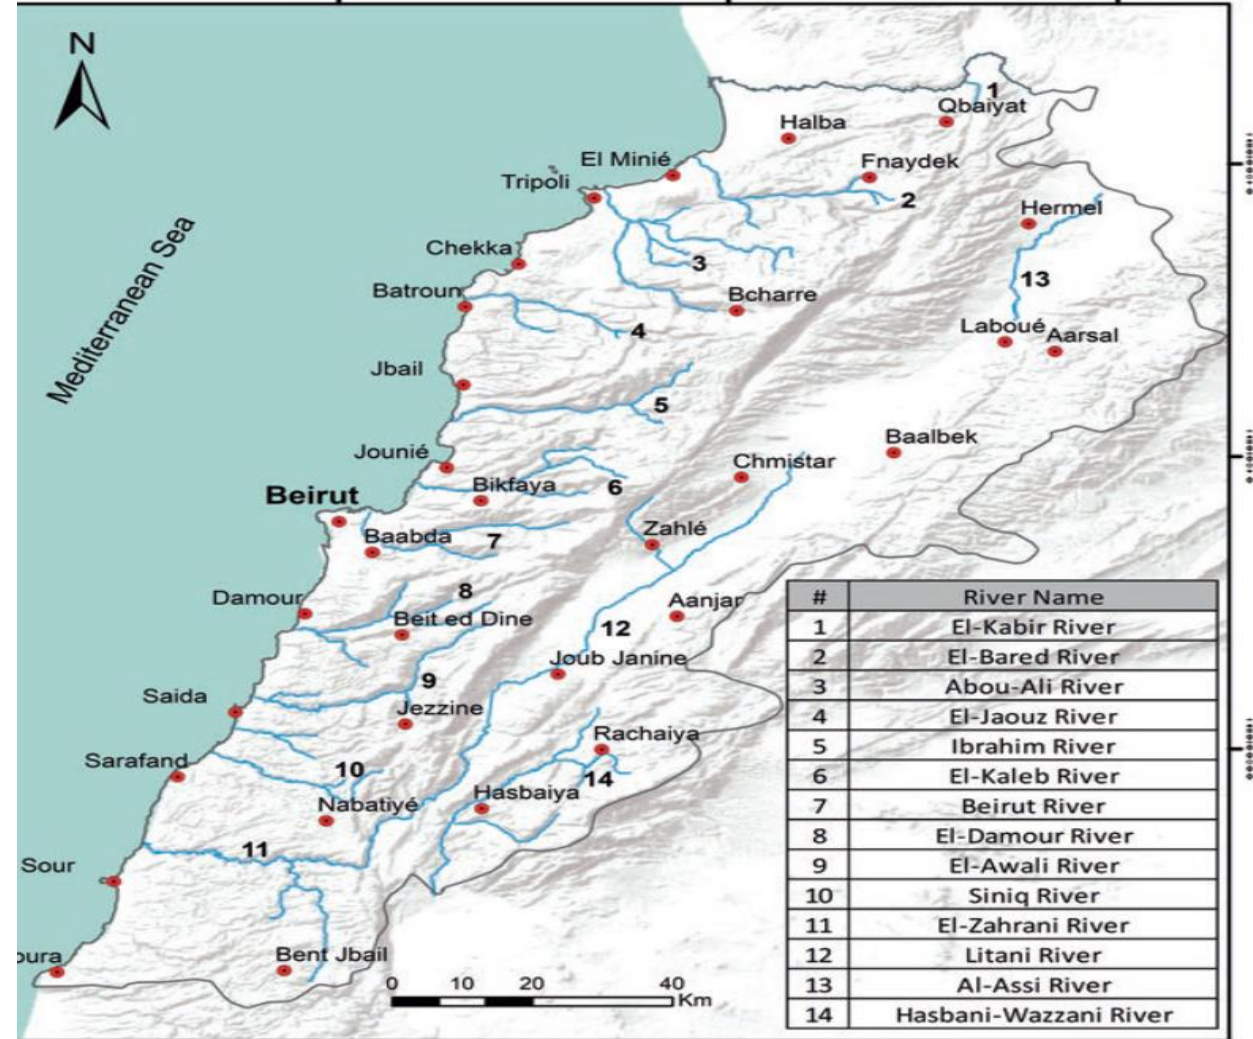 N
1
Qbaiyat
Halba
El Minié
Fnaydek
Tripoli
2
Hermel
Chekka
3
13
Batroun
Bcharre
4
Laboué
Aarsal
Jbail
5
Mediterranean Sea
Baalbek
Jounié
Chmistar
Bikfaya
6
Beirut
Zahlé
Baabda
7
8
Damour
Beit ed Dine
Aanjar
12
Joub Janine
9
Saida
Jezzine
Rachaiya
Sarafand
10
14
Nabatiyé
Hasbaiya
11
Sour
oura
Bent Jbail
0 10 20 40
Km
# River Name
1 El-Kabir River
2 El-Bared River
3 Abou-Ali River
4 El-Jaouz River
5 Ibrahim River
6 El-Kaleb River
7 Beirut River
8 El-Damour River
9 El-Awali River
10 Siniq River
11 El-Zahrani River
12 Litani River
13 Al-Assi River
14 Hasbani-Wazzani River